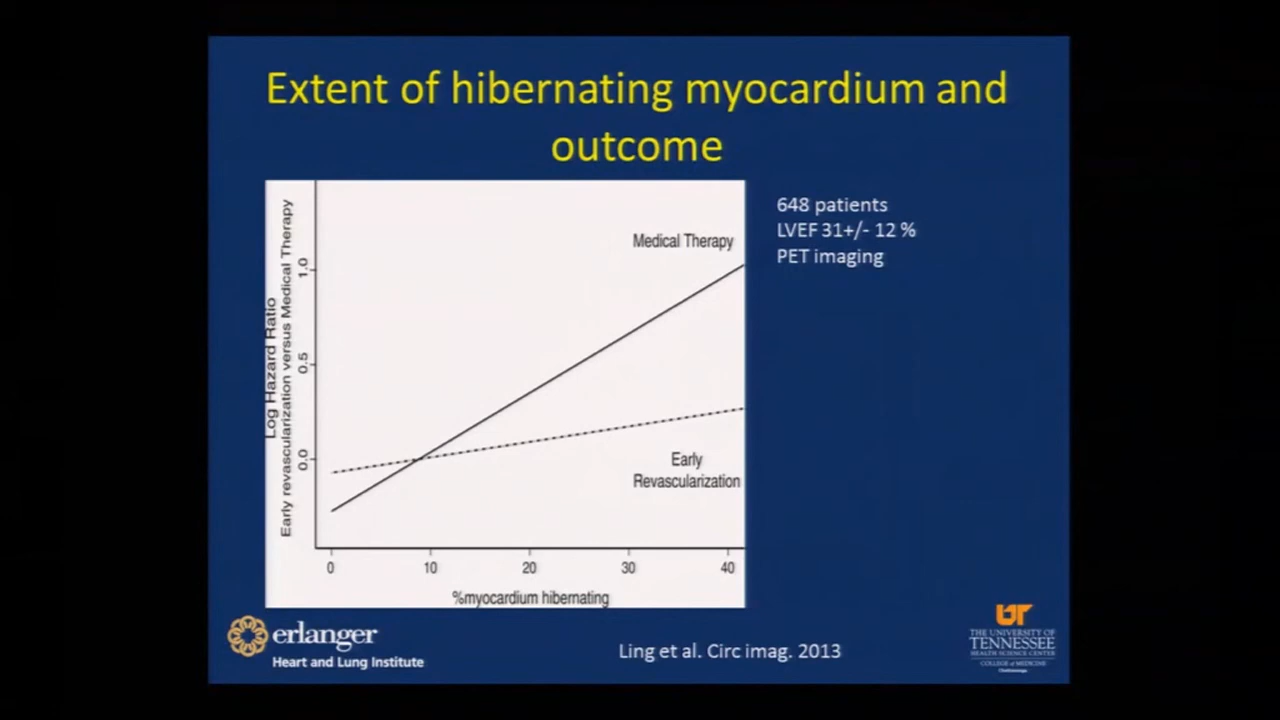 Extent of hibernating myocardium and
outcome
Log Hazard Ratio
Early revascularization versus Medical Therapy
1.0
0.5
0.0
Medical Therapy
Early
Revascularization
0 10 20 30 40
%myocardium hibernating
648 patients
LVEF 31+/- 12 %
PET imaging
erlanger
Heart and Lung Institute
Ling et al. Circ imag. 2013
UT
THE UNIVERSITY OF
TENNESSEE
HEALTH SCIENCE CENTER
COLLEGE of MEDICINE
Chattanooga